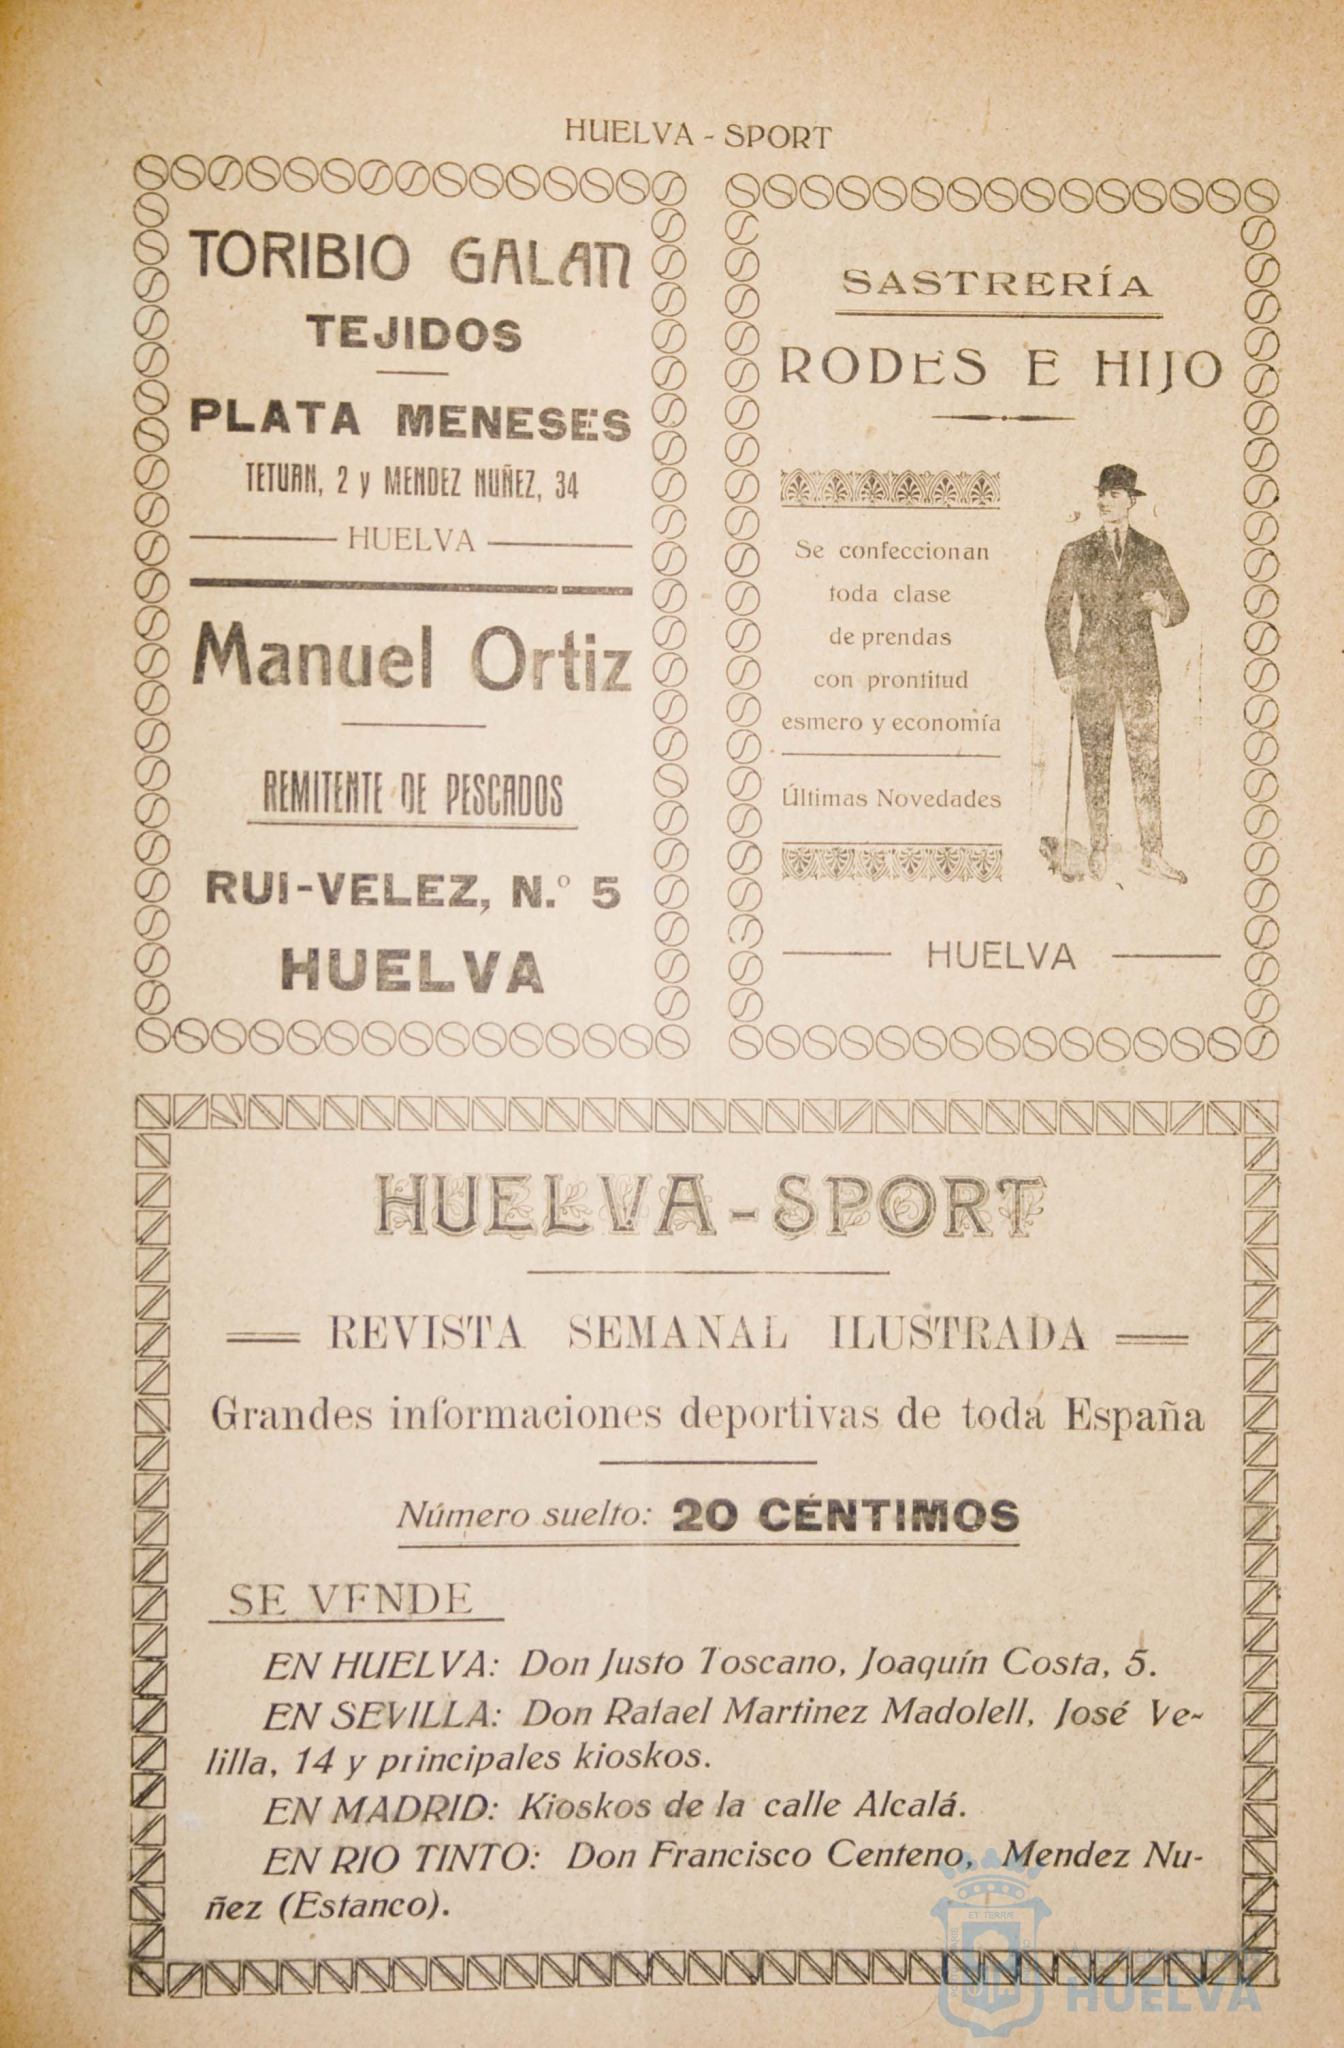 HUELVA - SPORT
TORIBIO GALAN
TEJIDOS
PLATA MENESES
TETUAN, 2 y MENDEZ NUÑEZ, 34
HUELVA
Manuel Ortiz
REMITENTE DE PESCADOS
RUI-VELEZ, N.º 5
HUELVA
SASTRERÍA
RODES E HIJO
Se confeccionan
toda clase
de prendas
con prontitud
esmero y economía
Últimas Novedades
HUELVA
HUELVA-SPORT
REVISTA SEMANAL ILUSTRADA
Grandes informaciones deportivas de toda España
Número suelto: 20 CÉNTIMOS
SE VENDE
EN HUELVA: Don Justo Toscano, Joaquín Costa, 5.
EN SEVILLA: Don Rafael Martinez Madolell, José Ve-
lilla, 14 y principales kioskos.
EN MADRID: Kioskos de la calle Alcalá.
EN RIO TINTO: Don Francisco Centeno, Mendez Nu-
ñez (Estanco).
ET TERRÆ
HUELVA